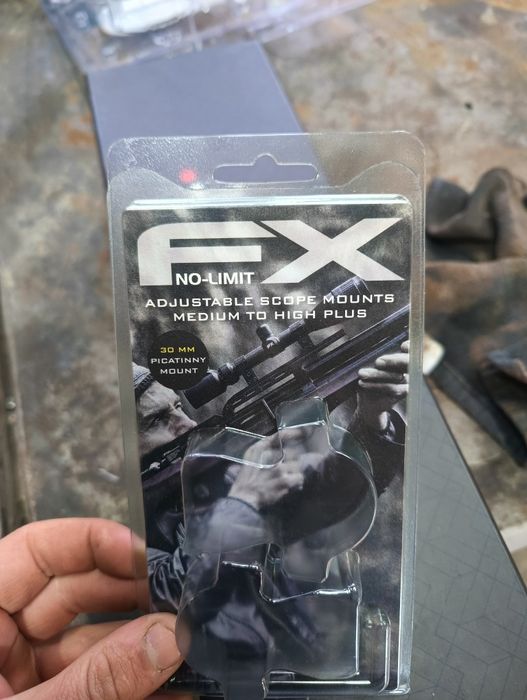 FX
NO-LIMIT
ADJUSTABLE SCOPE MOUNTS
MEDIUM TO HIGH PLUS
30 MM
PICATINNY
MOUNT